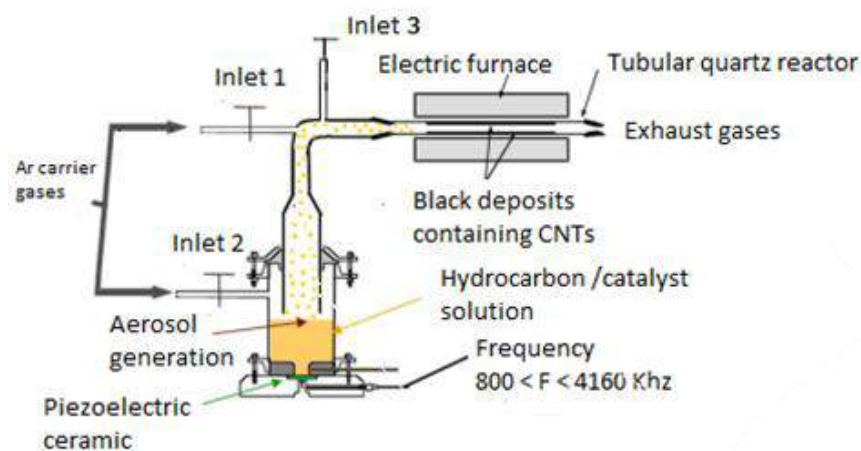 Inlet 3
Inlet 1
Electric furnace
Tubular quartz reactor
Exhaust gases
Ar carrier
gases
Black deposits
containing CNTs
Inlet 2
Hydrocarbon /catalyst
solution
Aerosol
generation
Frequency
800 < F < 4160 Khz
Piezoelectric
ceramic